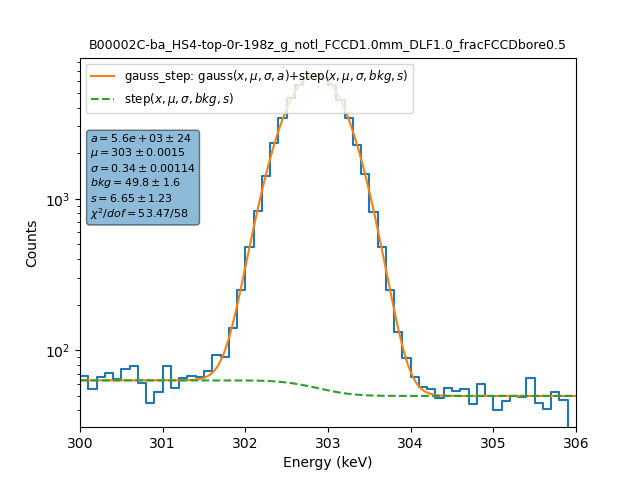 B00002C-ba_HS4-top-0r-198z_g_notl_FCCD1.0mm_DLF1.0_fracFCCDbore0.5
gauss_step: gauss(x, μ, σ, a)+step(x, μ, σ, bkg, s)
step(x, μ, σ, bkg, s)
a = 5.6e + 03 ± 24
μ = 303 ± 0.0015
σ = 0.34 ± 0.00114
bkg = 49.8 ± 1.6
s = 6.65 ± 1.23
χ²/dof = 53.47/58
10³
10²
Counts
300 301 302 303 304 305 306
Energy (keV)